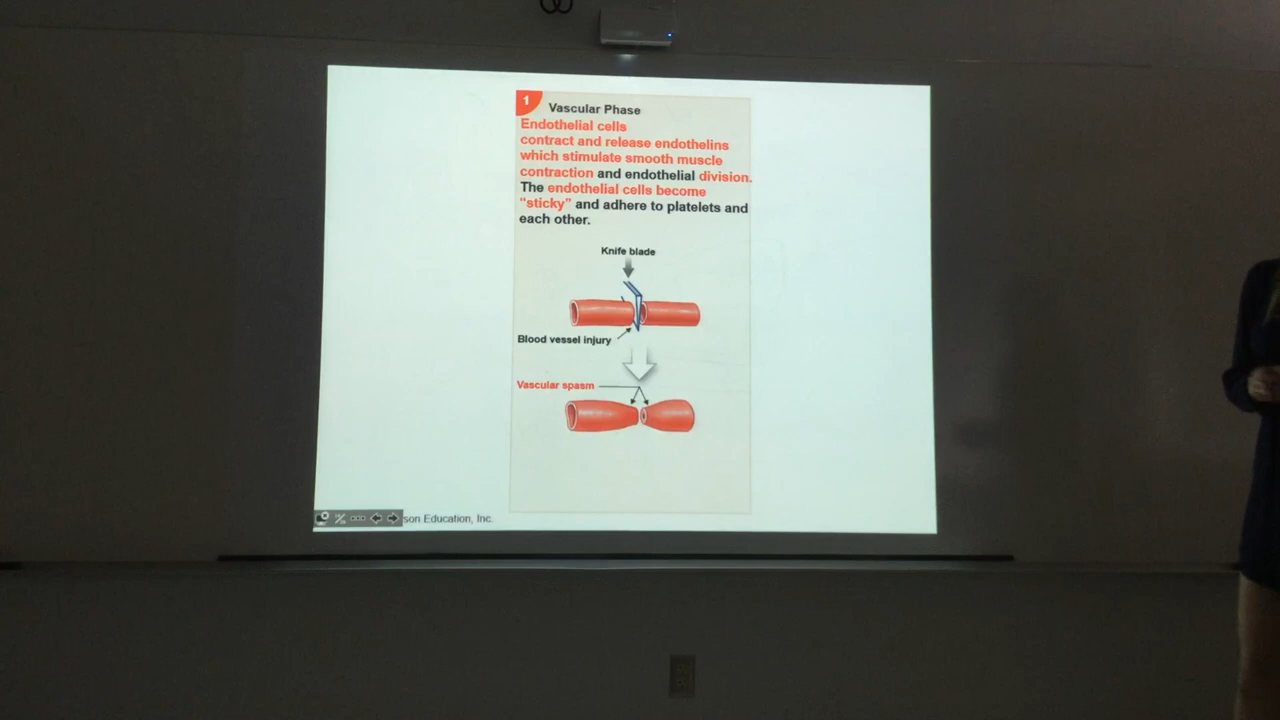 1
Vascular Phase
Endothelial cells
contract and release endothelins
which stimulate smooth muscle
contraction and endothelial division.
The endothelial cells become
“sticky” and adhere to platelets and
each other.
Knife blade
Blood vessel injury
Vascular spasm
son Education, Inc.